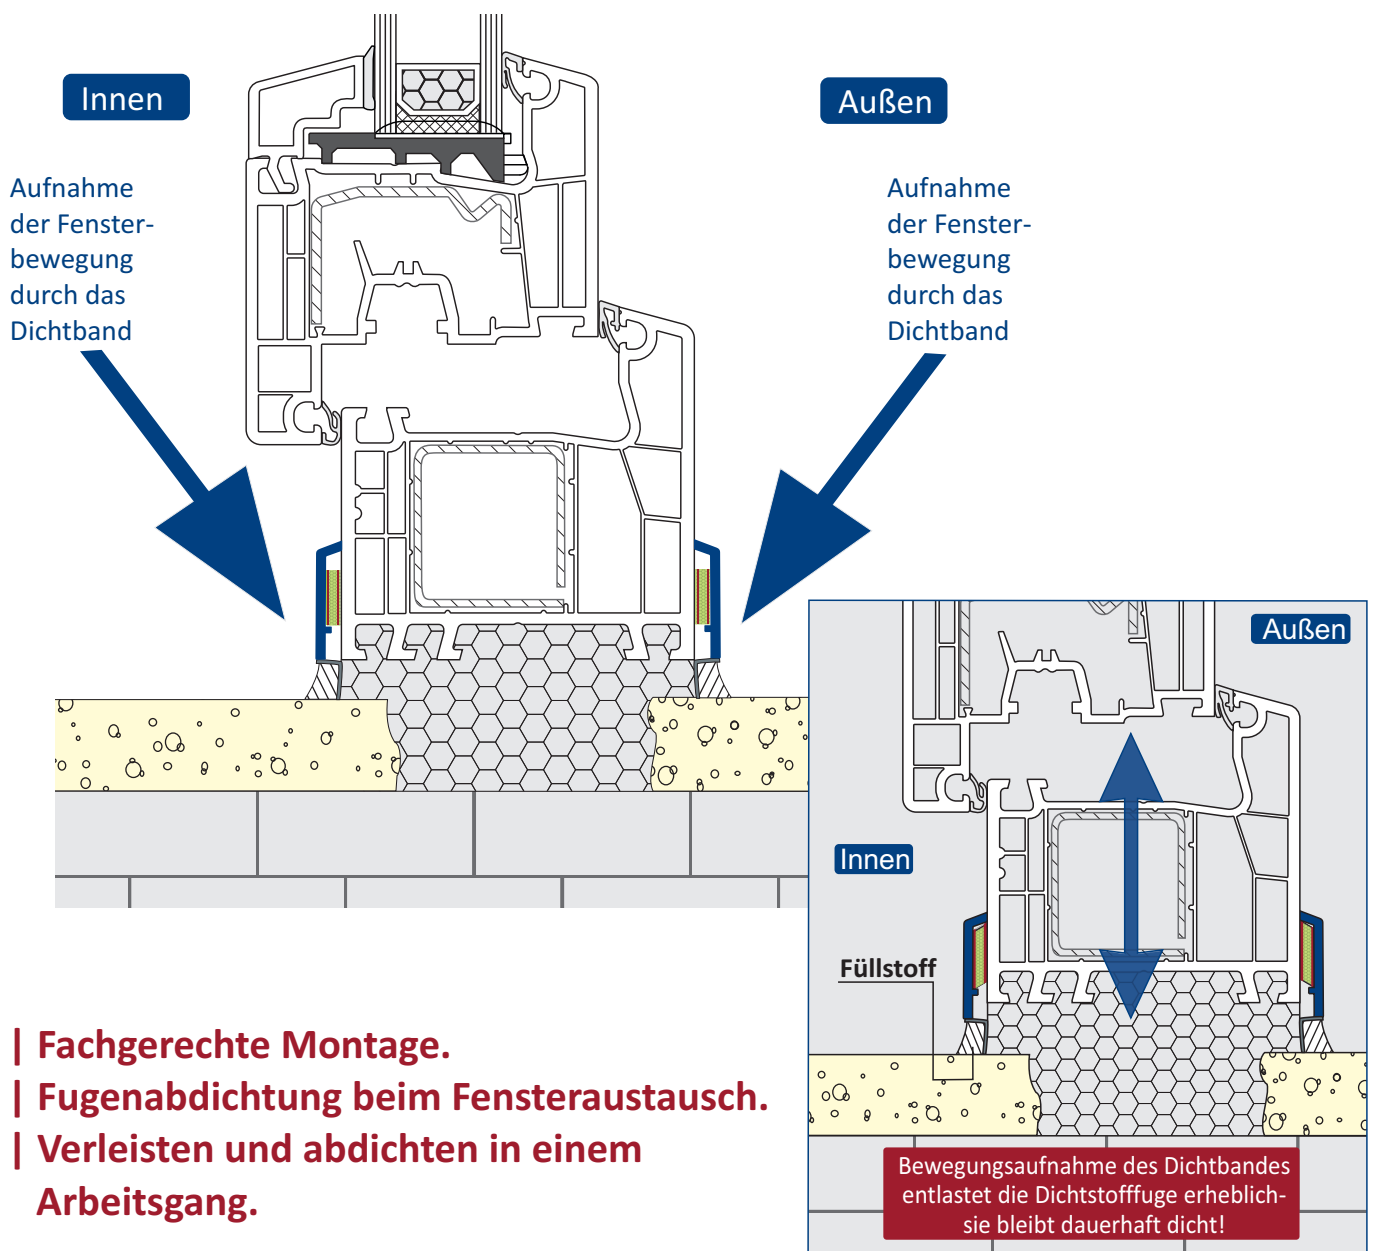 Innen
Außen
Aufnahme
der Fenster-
bewegung
durch das
Dichtband
Aufnahme
der Fenster-
bewegung
durch das
Dichtband
Außen
Innen
Füllstoff
| Fachgerechte Montage.
| Fugenabdichtung beim Fensteraustausch.
| Verleisten und abdichten in einem
Arbeitsgang.
Bewegungsaufnahme des Dichtbandes
entlastet die Dichtstofffuge erheblich-
sie bleibt dauerhaft dicht!